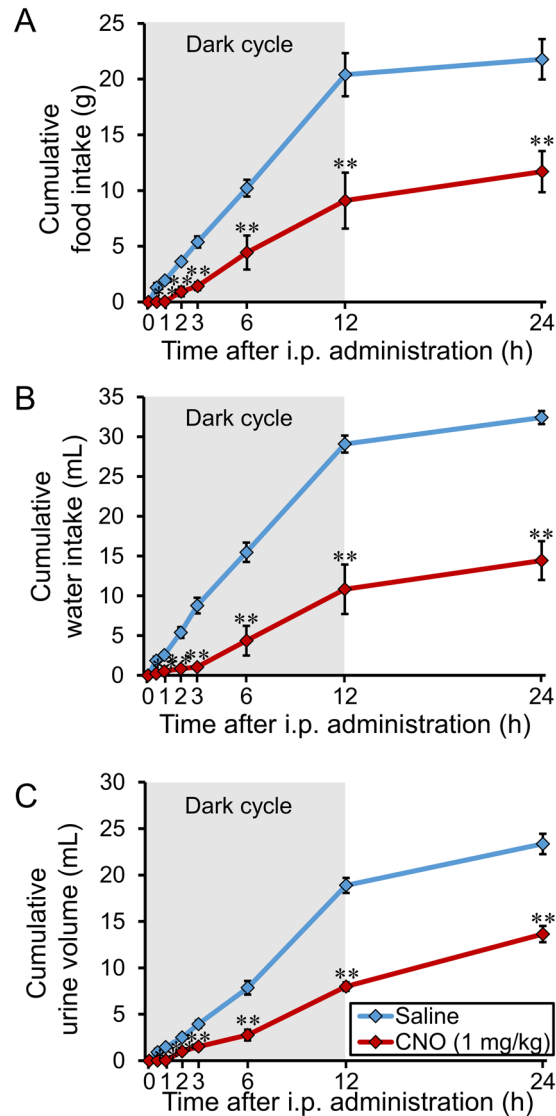 A
Dark cycle
Cumulative
food intake (g)
25
20
15
10
5
0
**
**
**
**
**
**
0 1 2 3 6 12 24
Time after i.p. administration (h)
B
Dark cycle
Cumulative
water intake (mL)
35
30
25
20
15
10
5
0
**
**
**
**
**
**
0 1 2 3 6 12 24
Time after i.p. administration (h)
C
Dark cycle
Cumulative
urine volume (mL)
30
25
20
15
10
5
0
**
**
**
**
**
**
Saline
CNO (1 mg/kg)
0 1 2 3 6 12 24
Time after i.p. administration (h)